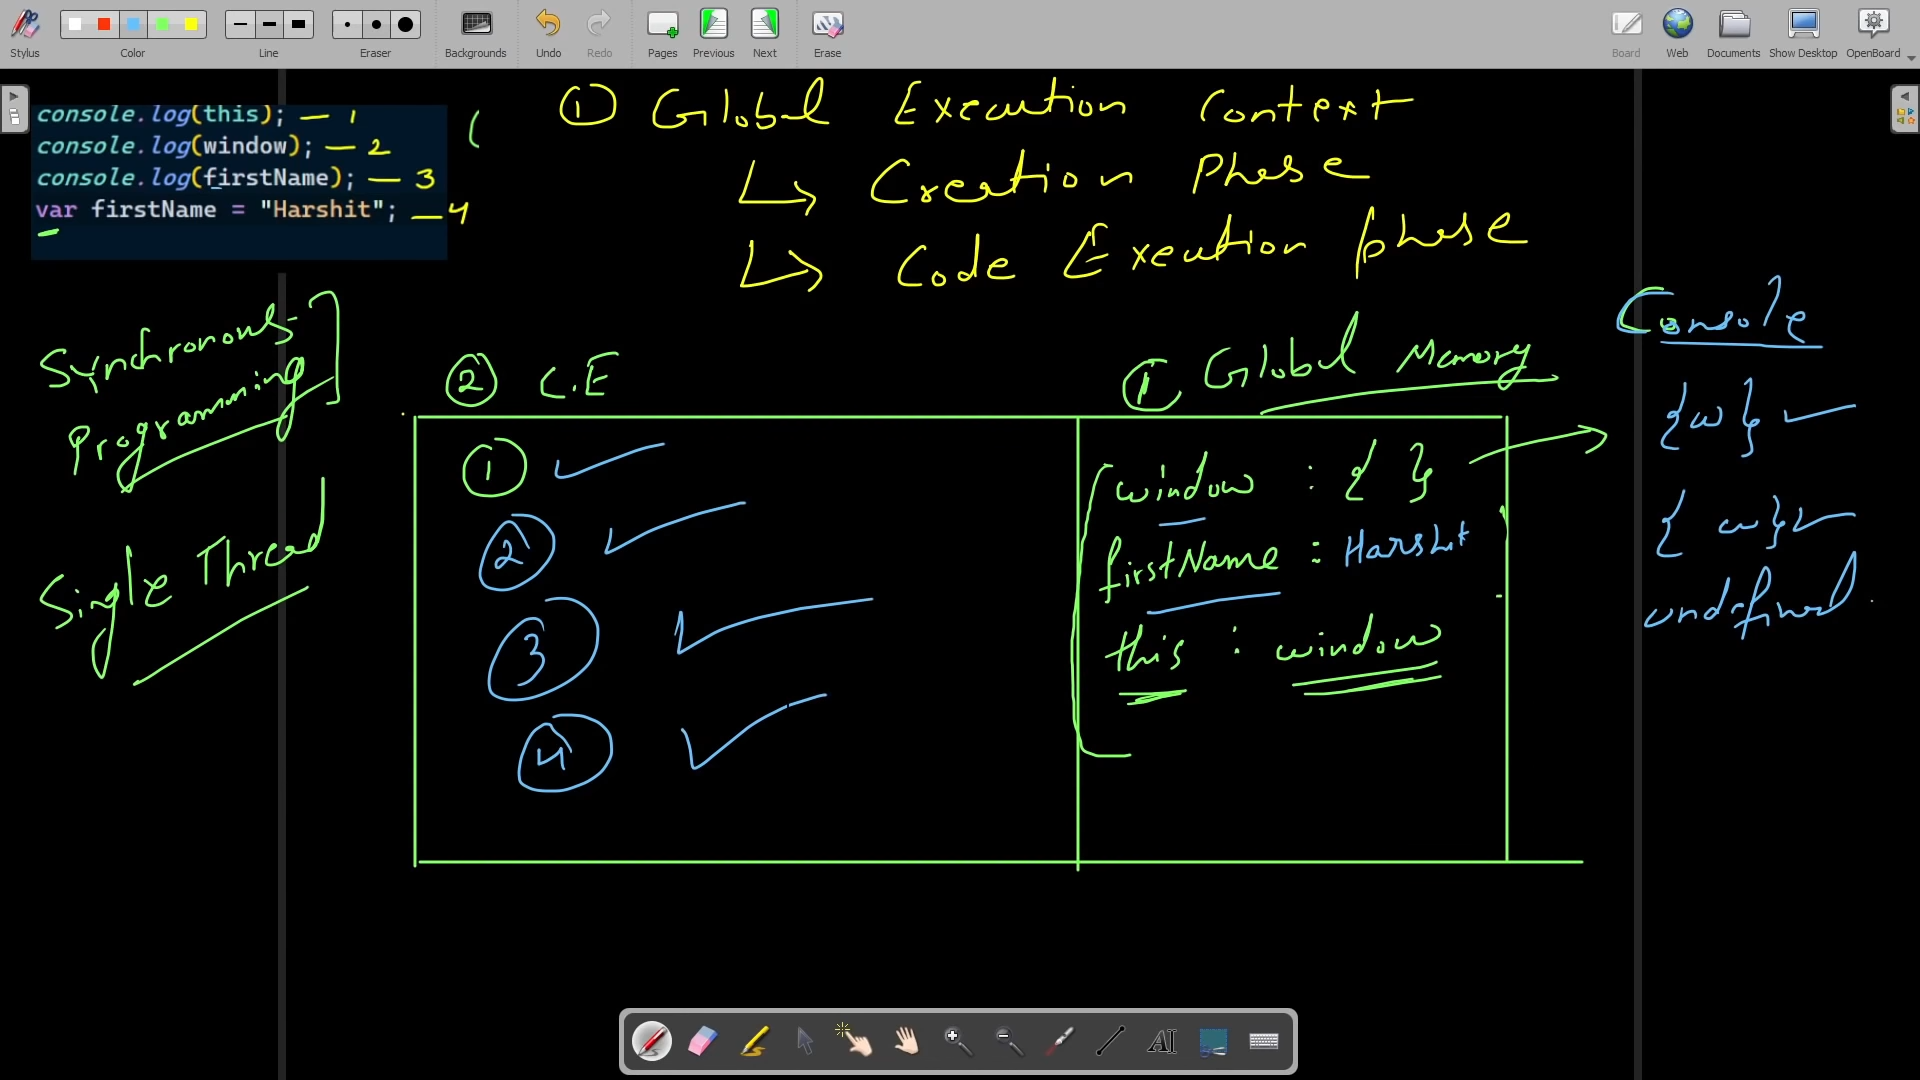 Stylus
Color
Line
Eraser
Backgrounds
Undo
Redo
Pages
Previous
Next
Erase
Board
Web
Documents
Show Desktop
OpenBoard
console.log(this); — 1
console.log(window); — 2
console.log(firstName); — 3
var firstName = "Harshit"; — 4
(
① Global Execution Context
↳ Creation Phase
↳ Code Execution phase
Synchronous
Programming
Single Thread
② C.E
①
②
③
④
① Global Memory
window : { }
firstName : Harshit
this : window
Console
{w}
{ w}
undefined.
AI